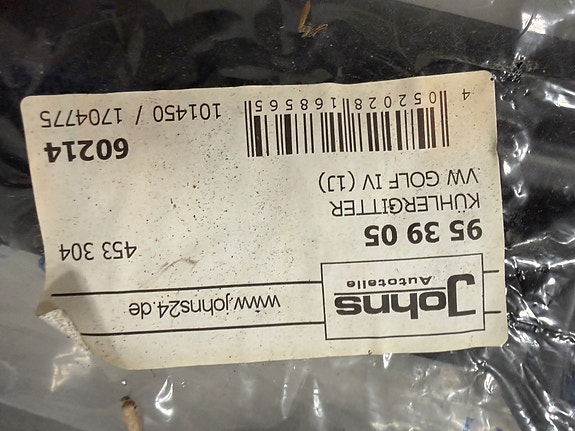 Johns
Autoteile
www.johns24.de
95 39 05
453 304
KÜHLERGITTER
VW GOLF IV (1J)
4 052028 168565
60214
101450 / 1704775